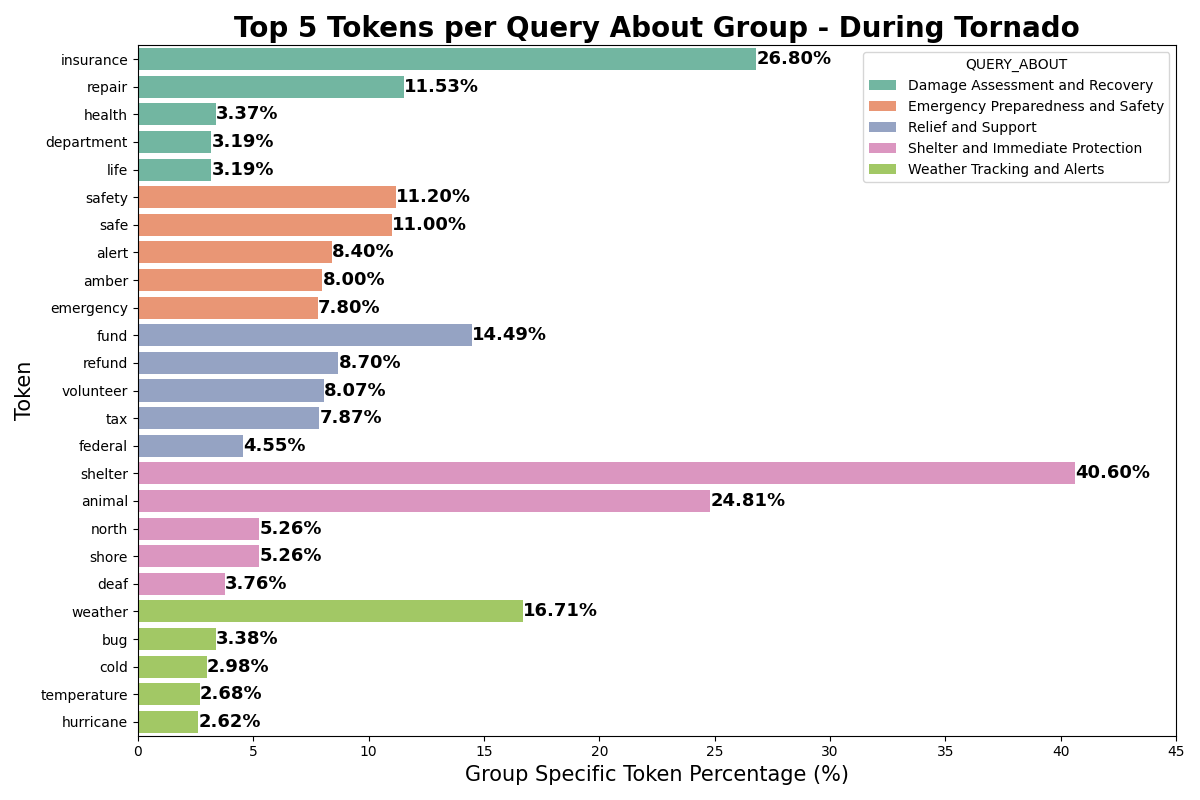 Top 5 Tokens per Query About Group - During Tornado
insurance 26.80%
repair 11.53%
health 3.37%
department 3.19%
life 3.19%
safety 11.20%
safe 11.00%
alert 8.40%
amber 8.00%
emergency 7.80%
fund 14.49%
refund 8.70%
volunteer 8.07%
tax 7.87%
federal 4.55%
shelter 40.60%
animal 24.81%
north 5.26%
shore 5.26%
deaf 3.76%
weather 16.71%
bug 3.38%
cold 2.98%
temperature 2.68%
hurricane 2.62%
QUERY_ABOUT
Damage Assessment and Recovery
Emergency Preparedness and Safety
Relief and Support
Shelter and Immediate Protection
Weather Tracking and Alerts
Token
0 5 10 15 20 25 30 35 40 45
Group Specific Token Percentage (%)